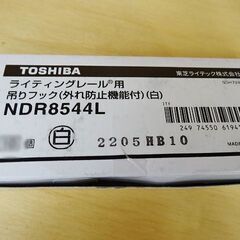 TOSHIBA
東芝ライテック株式会社
ライティングレール®用
吊りフック(外れ防止機能付)(白)
NDR8544L
白
2205HB10
MADE